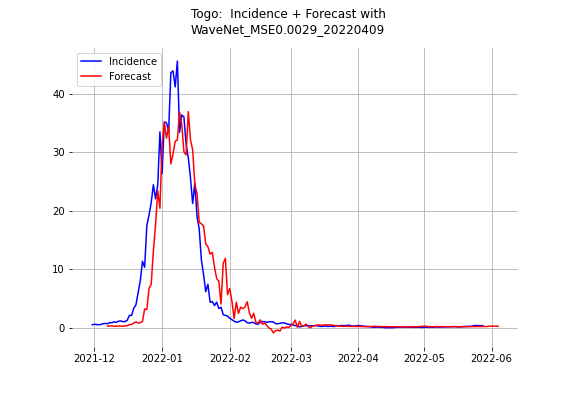 Togo:  Incidence + Forecast with
WaveNet_MSE0.0029_20220409
Incidence
Forecast
40
30
20
10
0
2021-12 2022-01 2022-02 2022-03 2022-04 2022-05 2022-06